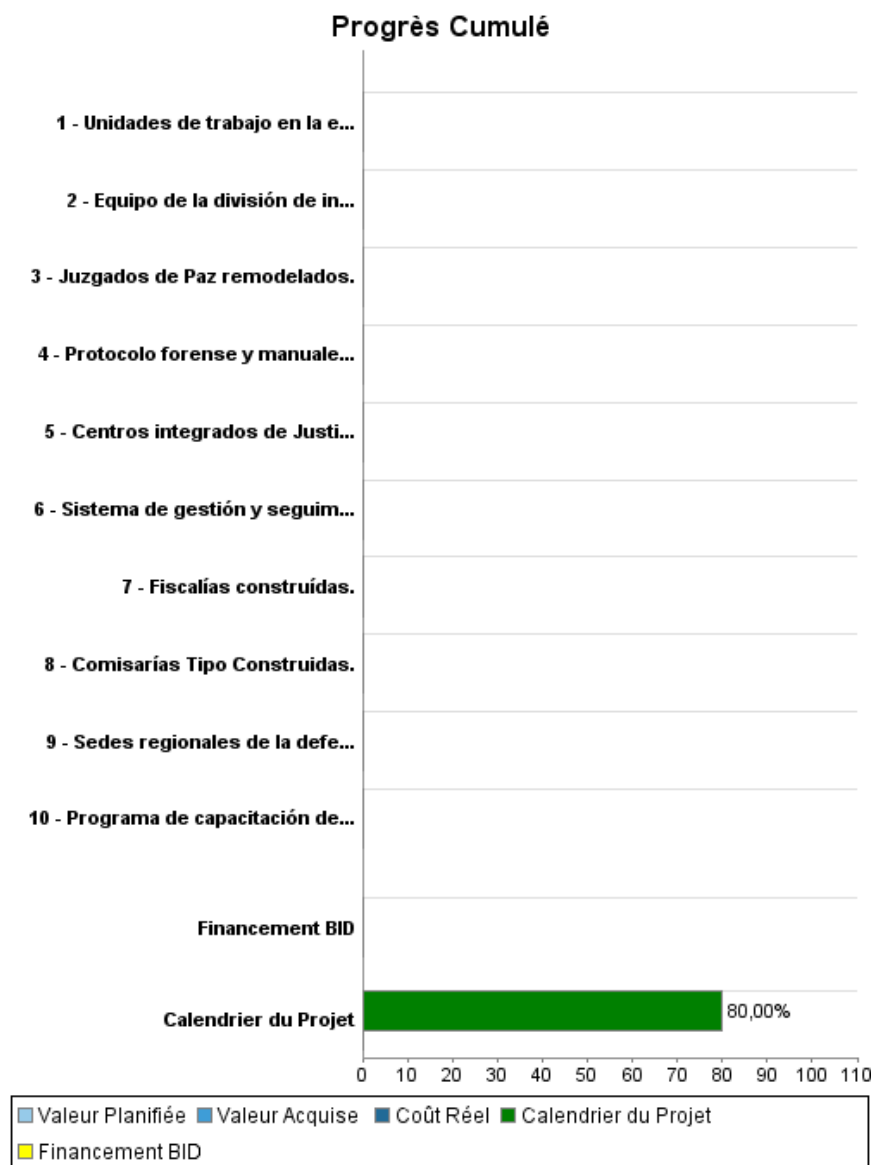 Progrès Cumulé
1 - Unidades de trabajo en la e...
2 - Equipo de la división de in...
3 - Juzgados de Paz remodelados.
4 - Protocolo forense y manuale...
5 - Centros integrados de Justi...
6 - Sistema de gestión y seguim...
7 - Fiscalías construídas.
8 - Comisarías Tipo Construidas.
9 - Sedes regionales de la defe...
10 - Programa de capacitación de...
Financement BID
Calendrier du Projet
80,00%
0 10 20 30 40 50 60 70 80 90 100 110
Valeur Planifiée Valeur Acquise Coût Réel Calendrier du Projet
Financement BID